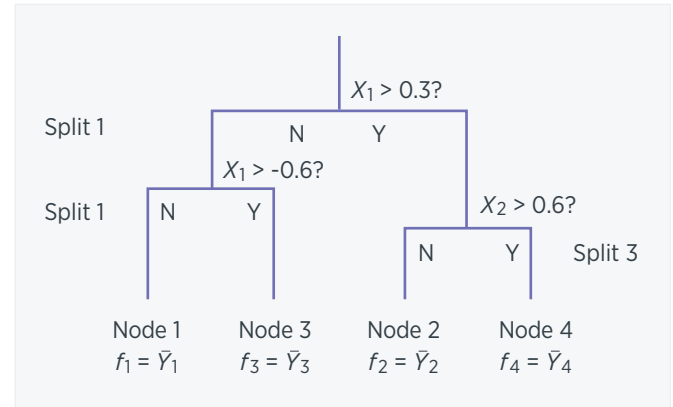 X1 > 0.3?
Split 1
N Y
X1 > -0.6?
Split 1
N Y
X2 > 0.6?
N Y
Split 3
Node 1 Node 3 Node 2 Node 4
f1 = Ȳ1 f3 = Ȳ3 f2 = Ȳ2 f4 = Ȳ4